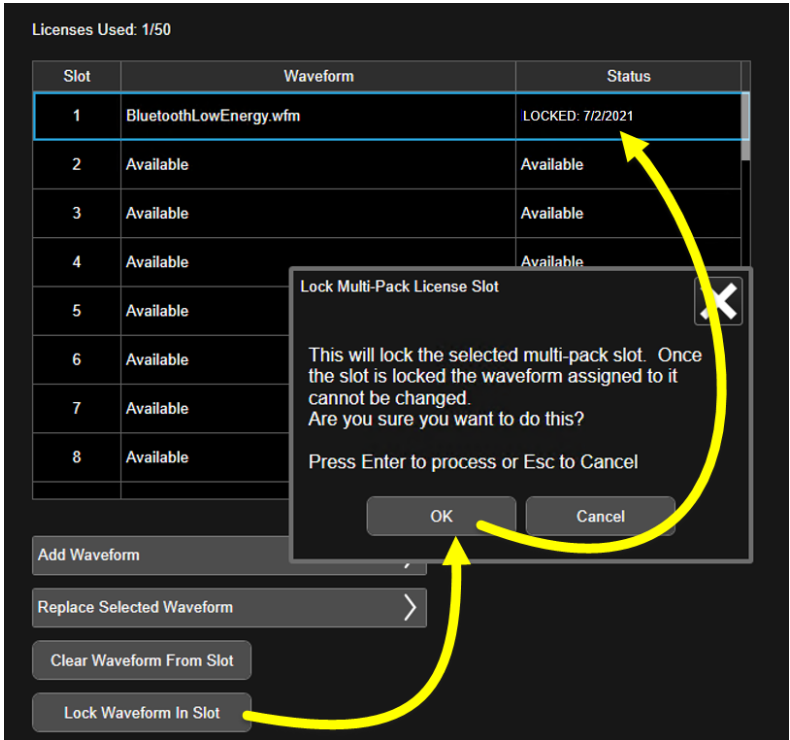 Licenses Used: 1/50
Slot Waveform Status
1 BluetoothLowEnergy.wfm LOCKED: 7/2/2021
2 Available Available
3 Available Available
4 Available Available
5 Available
6 Available
7 Available
8 Available
Lock Multi-Pack License Slot
This will lock the selected multi-pack slot. Once
the slot is locked the waveform assigned to it
cannot be changed.
Are you sure you want to do this?
Press Enter to process or Esc to Cancel
OK Cancel
Add Waveform
Replace Selected Waveform
Clear Waveform From Slot
Lock Waveform In Slot